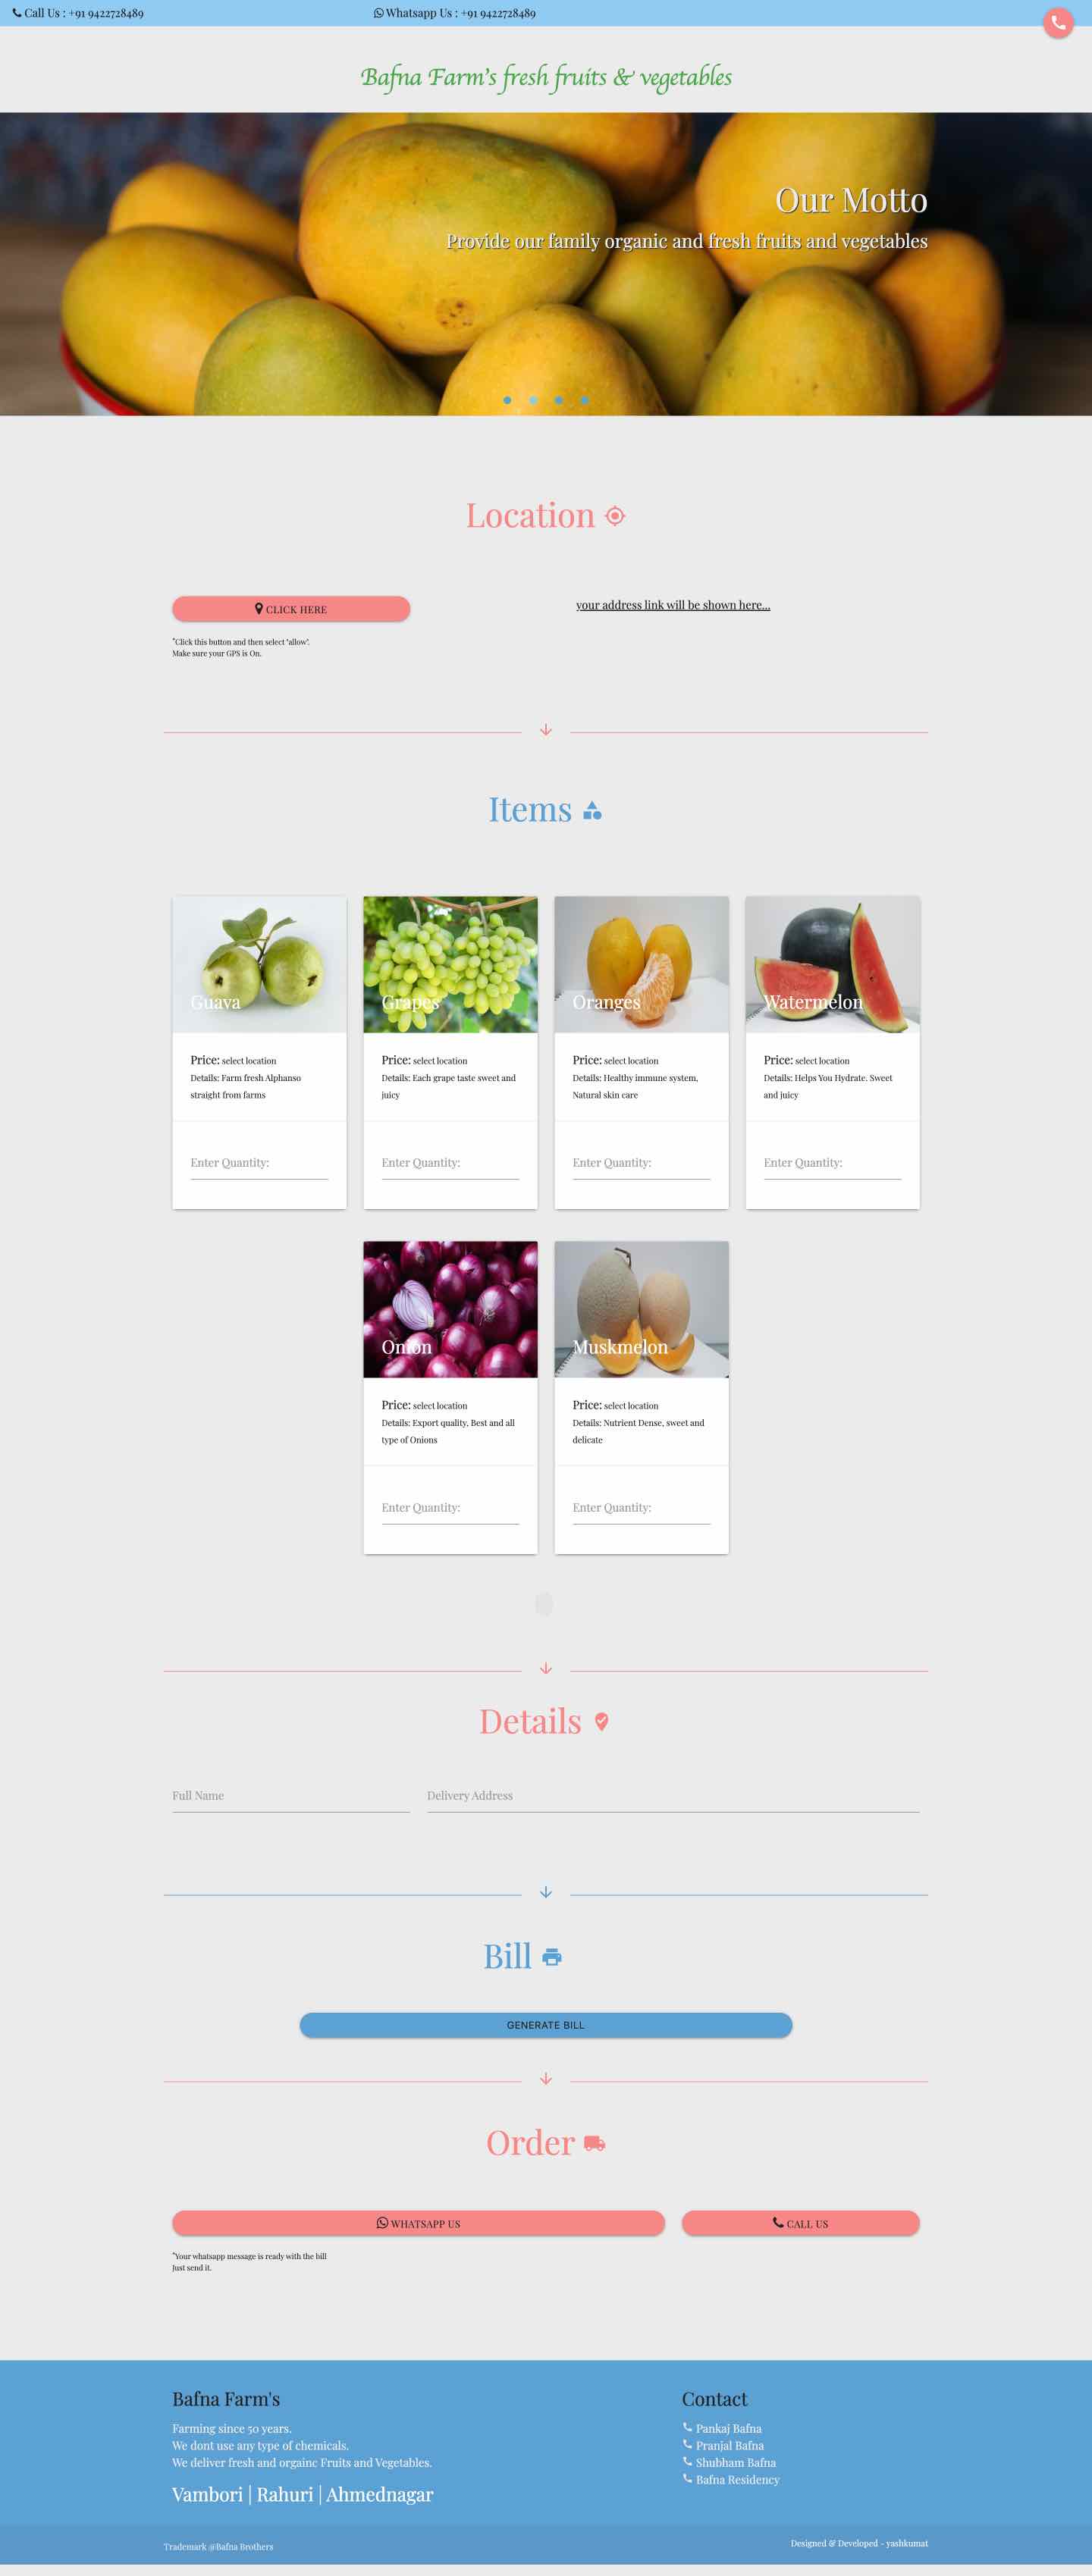 Call Us : +91 9422728489
Whatsapp Us : +91 9422728489
Bafna Farm's fresh fruits & vegetables
Our Motto
Provide our family organic and fresh fruits and vegetables
Location
CLICK HERE
your address link will be shown here...
*Click this button and then select "allow".
Make sure your GPS is On.
Items
Guava
Price: select location
Details: Farm fresh Alphanso
straight from farms
Enter Quantity:
Grapes
Price: select location
Details: Each grape taste sweet and
juicy
Enter Quantity:
Oranges
Price: select location
Details: Healthy immune system,
Natural skin care
Enter Quantity:
Watermelon
Price: select location
Details: Helps You Hydrate. Sweet
and juicy
Enter Quantity:
Onion
Price: select location
Details: Export quality, Best and all
type of Onions
Enter Quantity:
Muskmelon
Price: select location
Details: Nutrient Dense, sweet and
delicate
Enter Quantity:
Details
Full Name
Delivery Address
Bill
GENERATE BILL
Order
WHATSAPP US
CALL US
*Your whatsapp message is ready with the bill
Just send it.
Bafna Farm's
Farming since 50 years.
We dont use any type of chemicals.
We deliver fresh and orgainc Fruits and Vegetables.
Vambori | Rahuri | Ahmednagar
Contact
Pankaj Bafna
Pranjal Bafna
Shubham Bafna
Bafna Residency
Trademark @Bafna Brothers
Designed & Developed - yashkumat